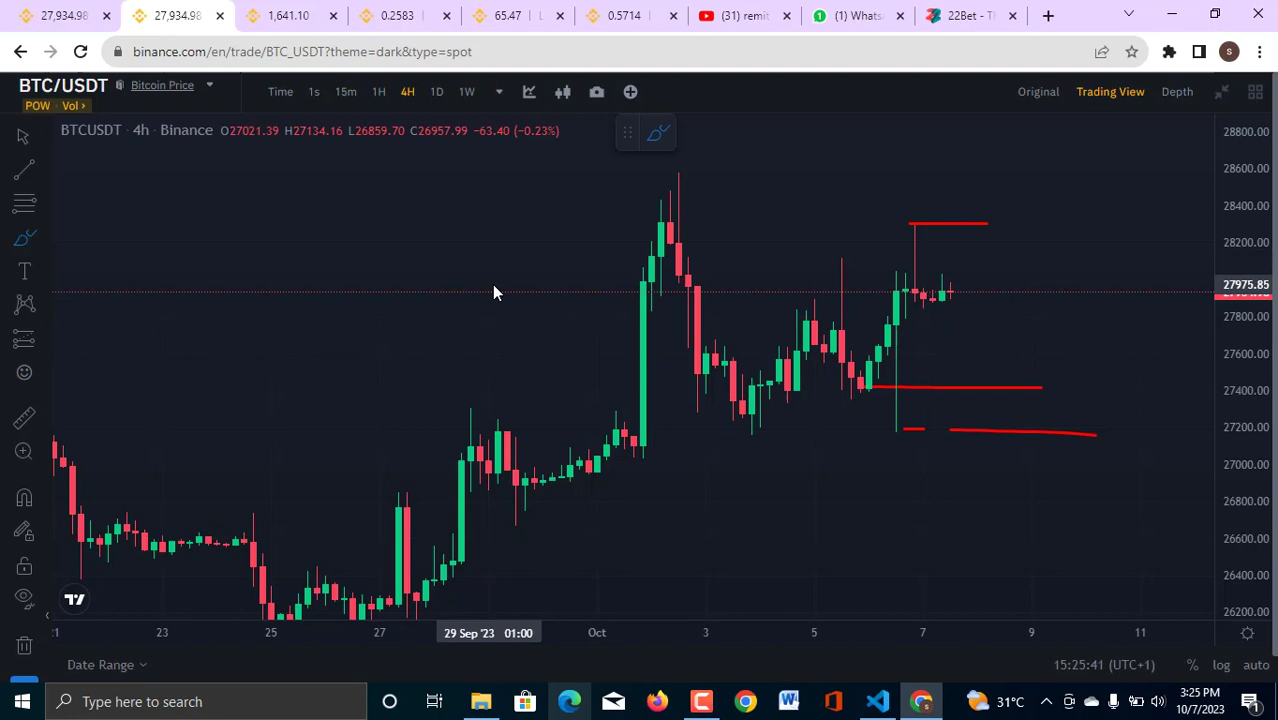 27,934.98
27,934.98
1,641.10
0.2583
65.47 L
0.5714
(31) remit
(1) Whats
22Bet - Th
binance.com/en/trade/BTC_USDT?theme=dark&type=spot
S
BTC/USDT
Bitcoin Price
POW
Vol ›
Time 1s 15m 1H 4H 1D 1W
Original Trading View Depth
BTCUSDT · 4h · Binance O27021.39 H27134.16 L26859.70 C26957.99 −63.40 (−0.23%)
28800.00
28600.00
28400.00
28200.00
27975.85
27800.00
27600.00
27400.00
27200.00
27000.00
26800.00
26600.00
26400.00
26200.00
23 25 27 29 Sep '23 01:00 Oct 3 5 7 9 11
Date Range
15:25:41 (UTC+1) % log auto
Type here to search
31°C
3:25 PM
10/7/2023